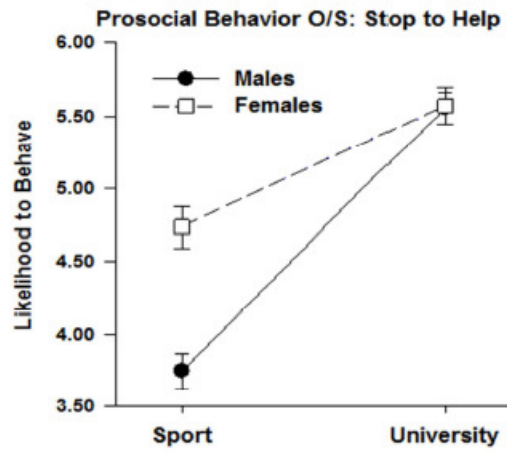 Prosocial Behavior O/S: Stop to Help
6.00
Males
Females
5.50
5.00
4.50
4.00
3.50
Likelihood to Behave
Sport University